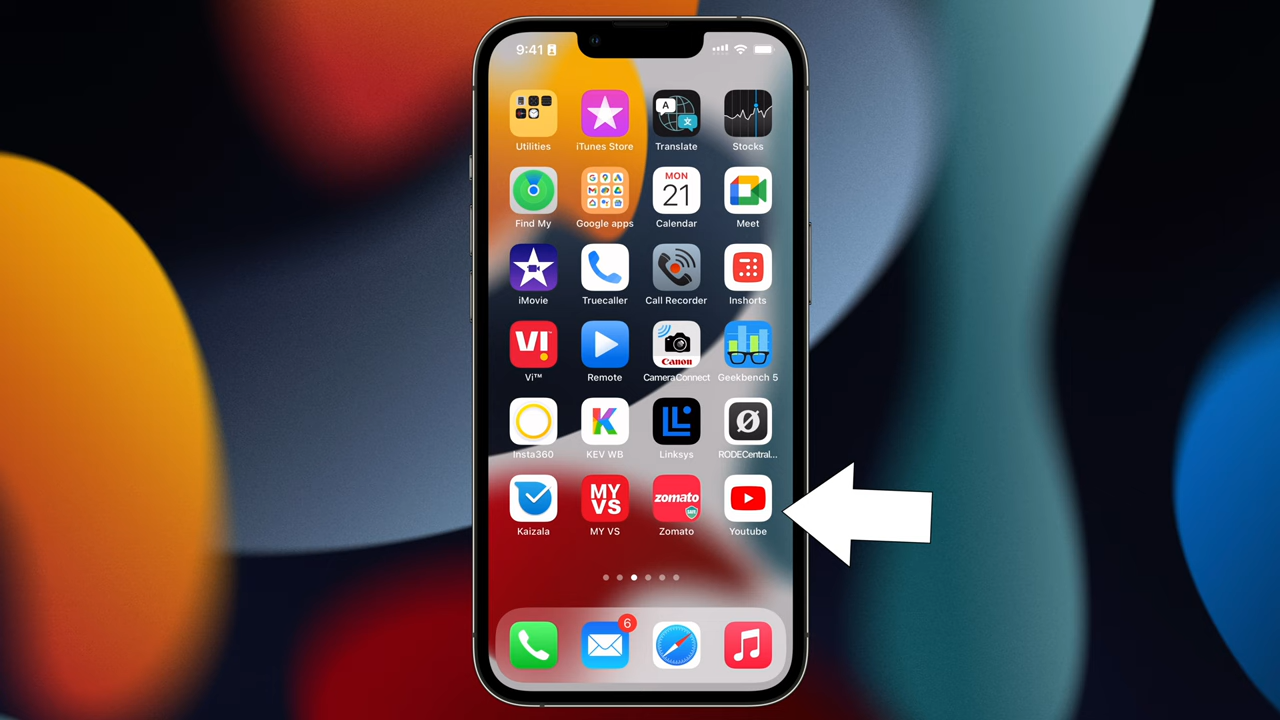 9:41
A 文
Utilities iTunes Store Translate Stocks
MON
21
Find My Google apps Calendar Meet
iMovie Truecaller Call Recorder Inshorts
VI
Canon
Vi™ Remote CameraConnect Geekbench 5
Insta360 KEV WB Linksys RODECentral...
MY
VS
zomato
Kaizala MY VS Zomato Youtube
6